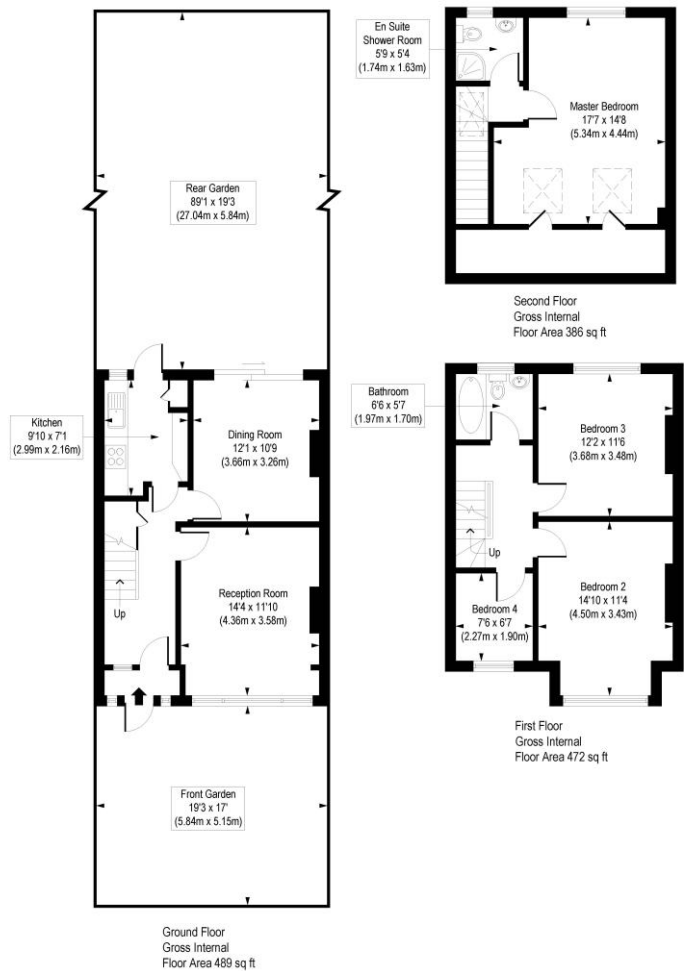 En Suite
Shower Room
5'9 x 5'4
(1.74m x 1.63m)
Master Bedroom
17'7 x 14'8
(5.34m x 4.44m)
Rear Garden
89'1 x 19'3
(27.04m x 5.84m)
Second Floor
Gross Internal
Floor Area 386 sq ft
Kitchen
9'10 x 7'1
(2.99m x 2.16m)
Dining Room
12'1 x 10'9
(3.66m x 3.26m)
Bathroom
6'6 x 5'7
(1.97m x 1.70m)
Bedroom 3
12'2 x 11'6
(3.68m x 3.48m)
Up
Reception Room
14'4 x 11'10
(4.36m x 3.58m)
Up
Bedroom 4
7'6 x 6'7
(2.27m x 1.90m)
Bedroom 2
14'10 x 11'4
(4.50m x 3.43m)
First Floor
Gross Internal
Floor Area 472 sq ft
Front Garden
19'3 x 17'
(5.84m x 5.15m)
Ground Floor
Gross Internal
Floor Area 489 sq ft